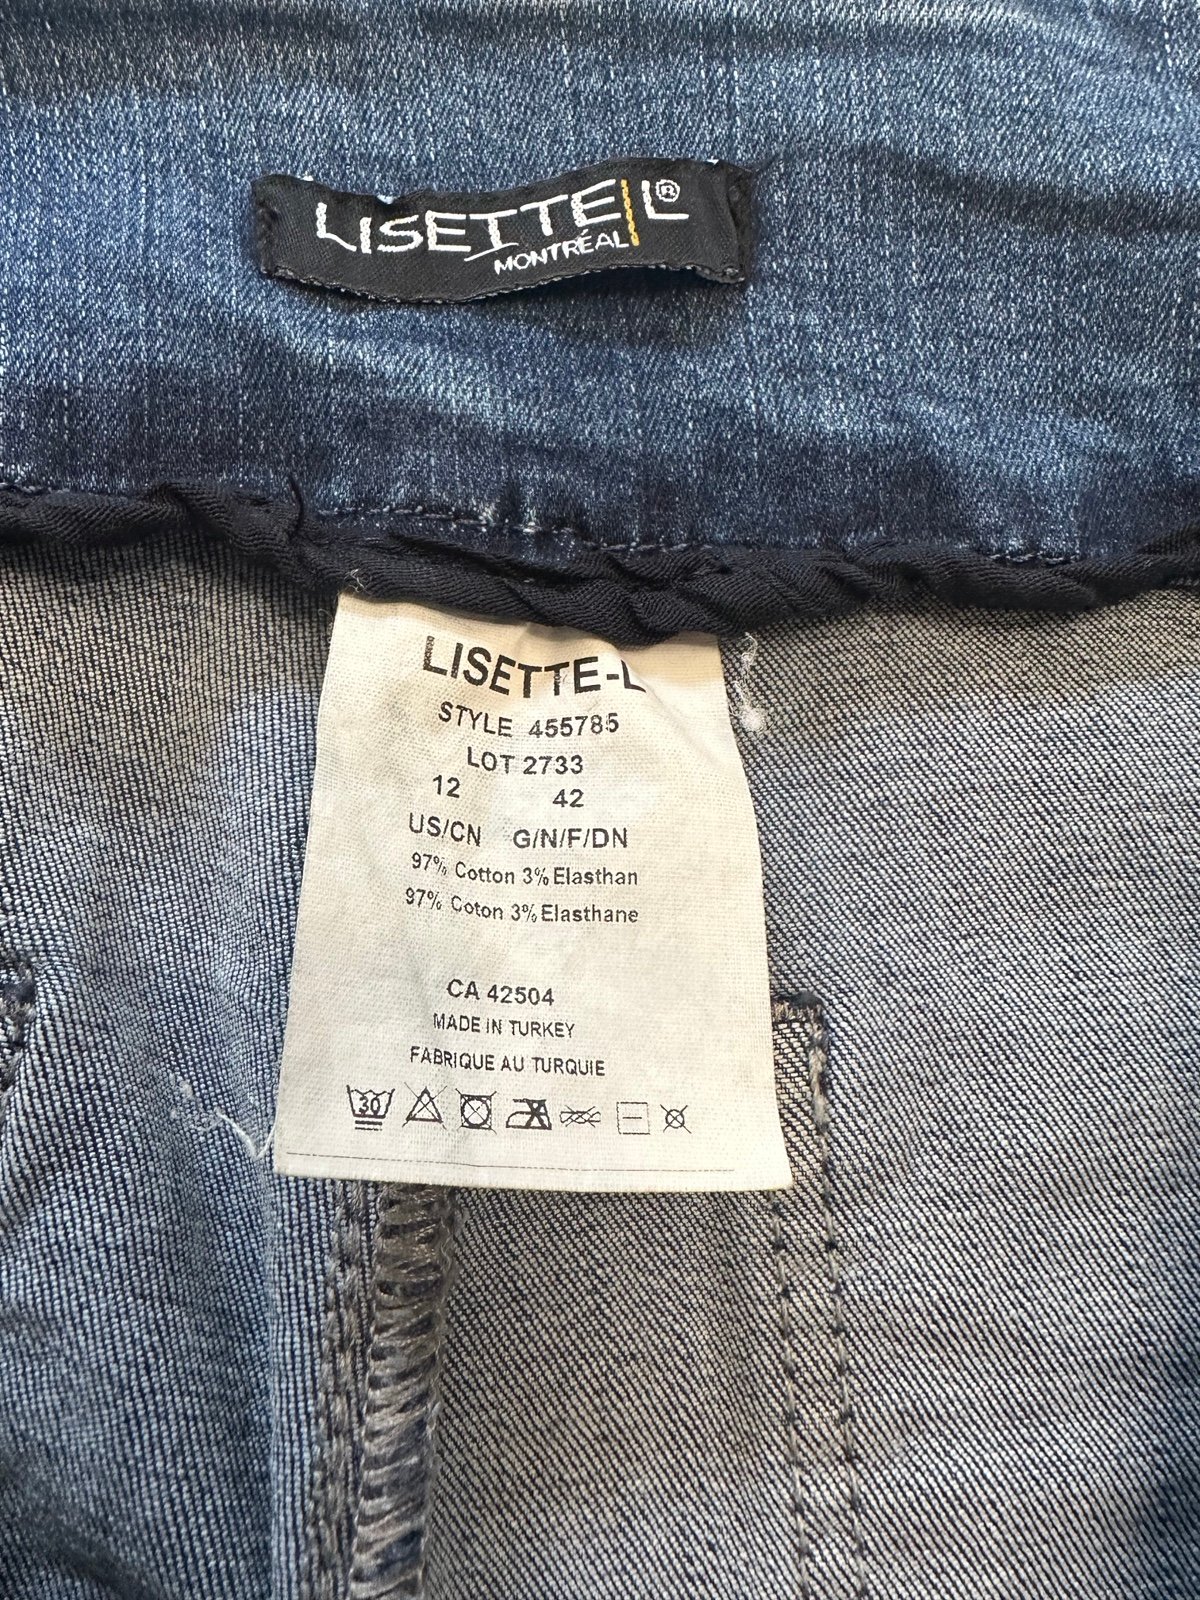 LISETTE L®
MONTRÉAL
LISETTE-L
STYLE 455785
LOT 2733
12 42
US/CN G/N/F/DN
97% Cotton 3% Elasthan
97% Coton 3% Elasthane
CA 42504
MADE IN TURKEY
FABRIQUE AU TURQUIE
30